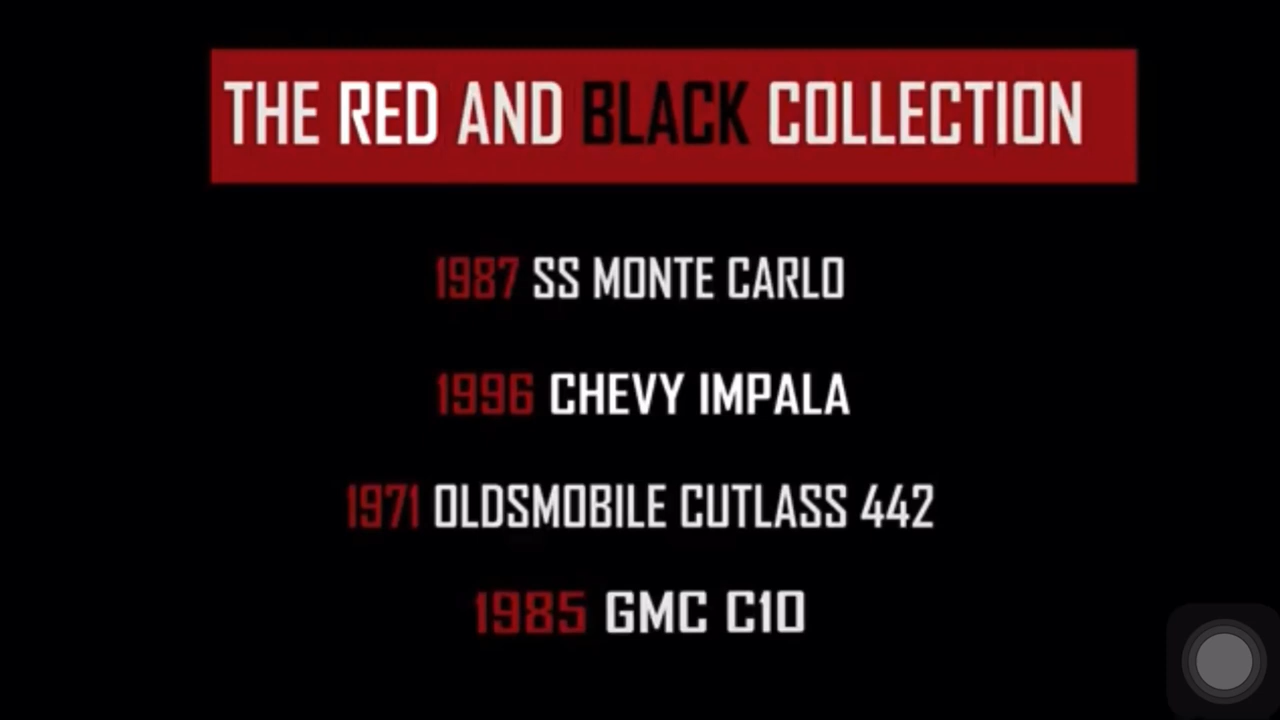 THE RED AND BLACK COLLECTION
1987 SS MONTE CARLO
1996 CHEVY IMPALA
1971 OLDSMOBILE CUTLASS 442
1985 GMC C10